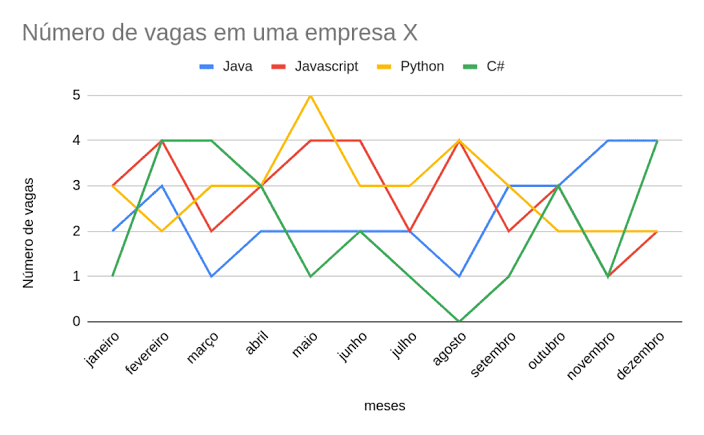 Número de vagas em uma empresa X
Java Javascript Python C#
5
4
3
2
1
0
Número de vagas
janeiro fevereiro março abril maio junho julho agosto setembro outubro novembro dezembro
meses